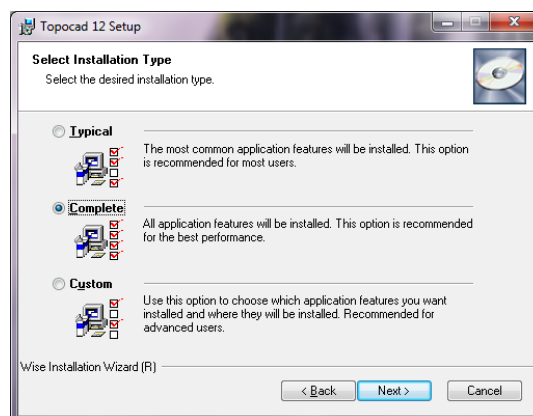 Topocad 12 Setup
Select Installation Type
Select the desired installation type.
Typical
The most common application features will be installed. This option
is recommended for most users.
Complete
All application features will be installed. This option is recommended
for the best performance.
Custom
Use this option to choose which application features you want
installed and where they will be installed. Recommended for
advanced users.
Wise Installation Wizard (R)
< Back Next > Cancel